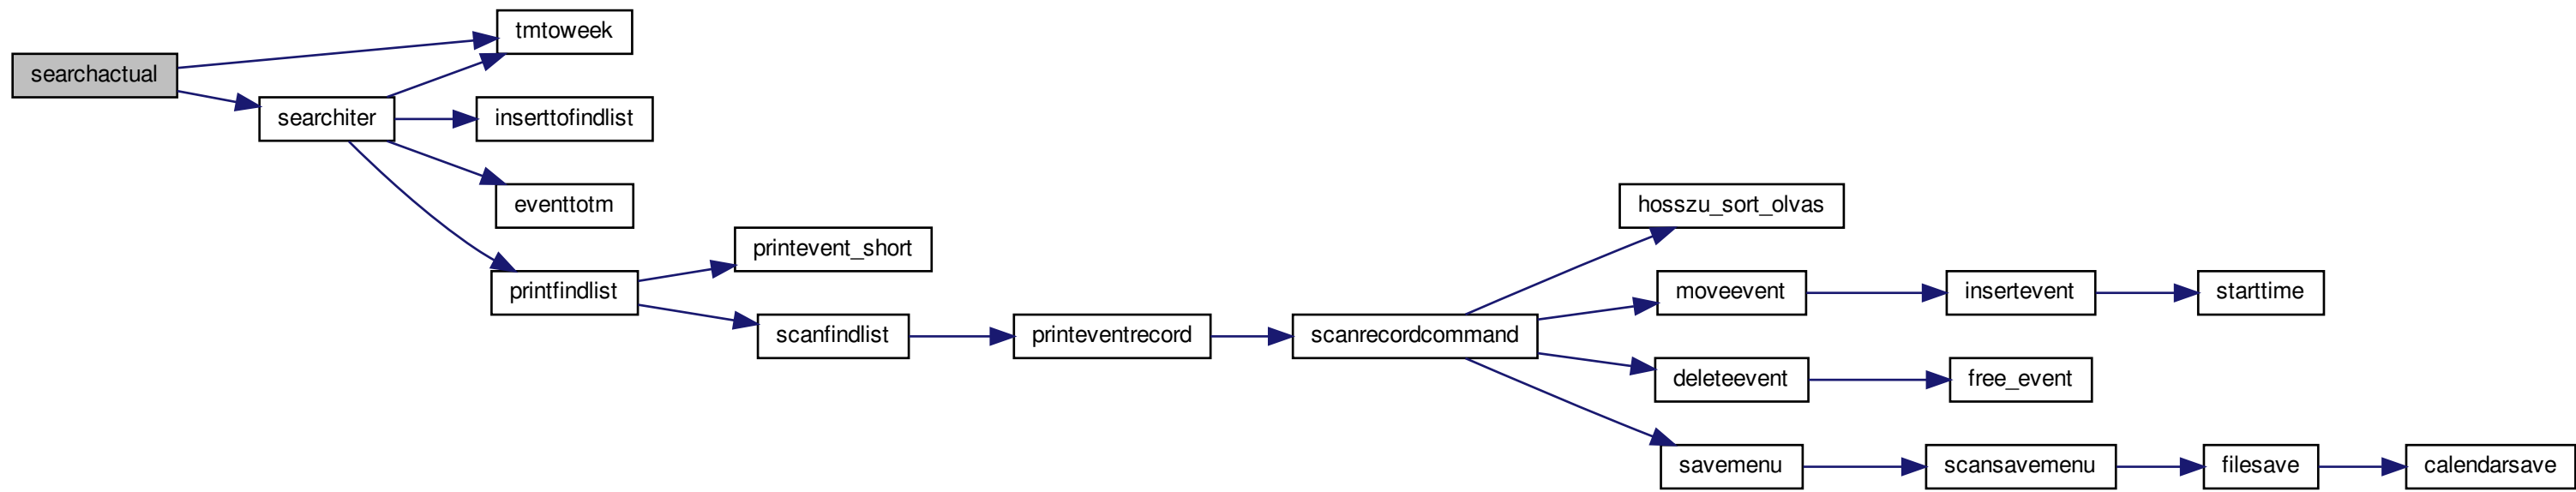 searchactual
tmtoweek
searchiter
inserttofindlist
eventtotm
printfindlist
printevent_short
scanfindlist
printeventrecord
scanrecordcommand
hosszu_sort_olvas
moveevent
insertevent
starttime
deleteevent
free_event
savemenu
scansavemenu
filesave
calendarsave